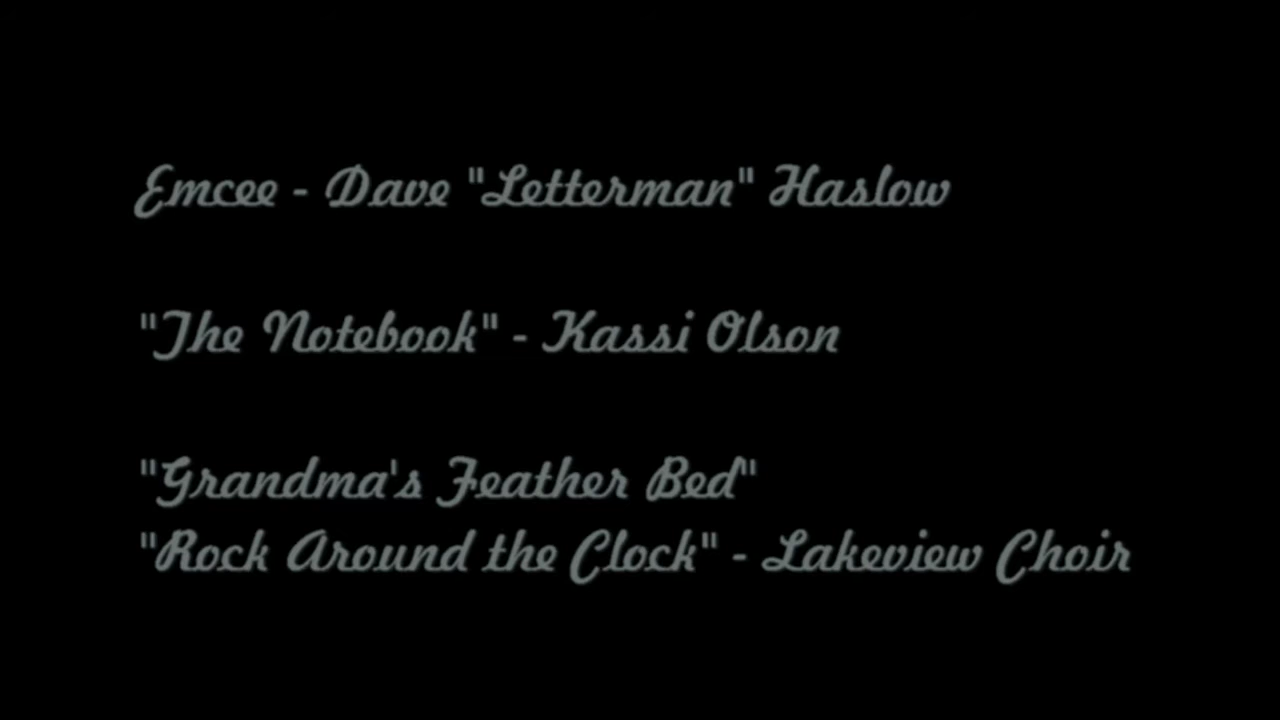 Emcee - Dave "Letterman" Haslow
"The Notebook" - Kassi Olson
"Grandma's Feather Bed"
"Rock Around the Clock" - Lakeview Choir